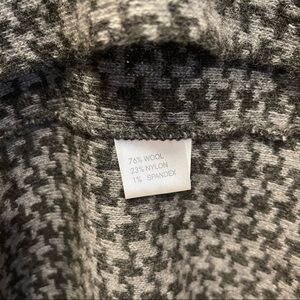 76% WOOL
23% NYLON
1% SPANDEX